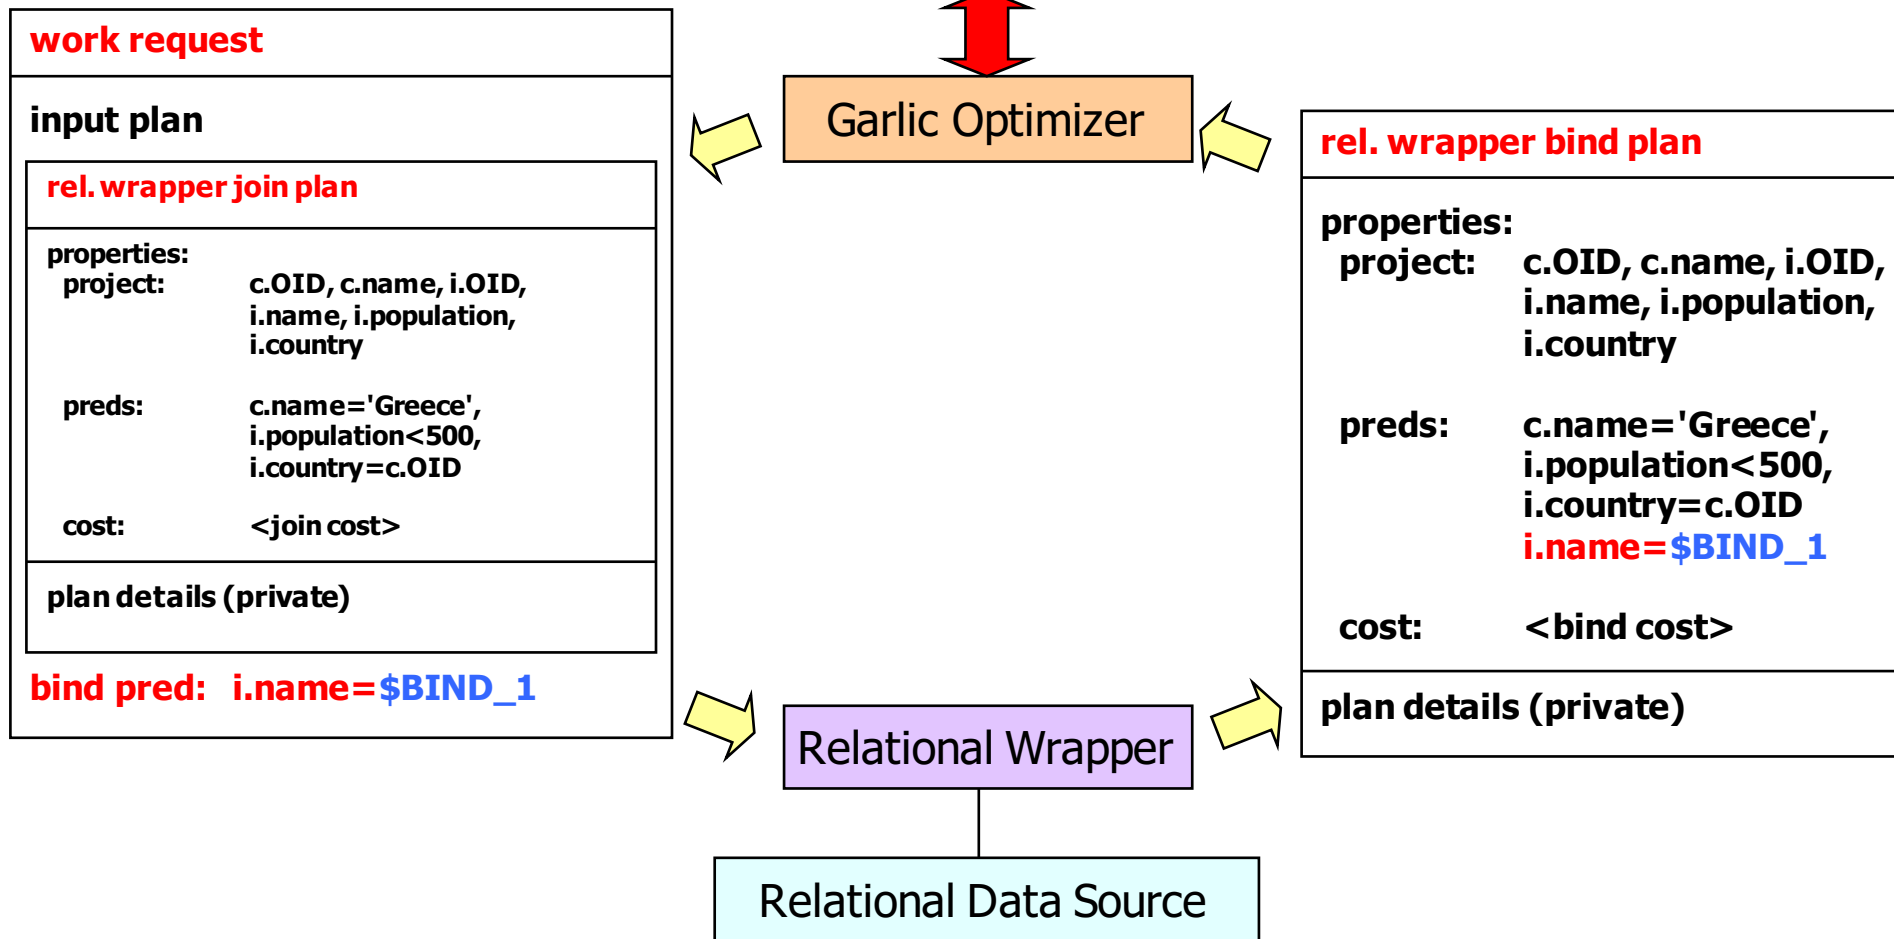 work request
input plan
rel. wrapper join plan
properties:
project: c.OID, c.name, i.OID,
i.name, i.population,
i.country
preds: c.name='Greece',
i.population<500,
i.country=c.OID
cost: <join cost>
plan details (private)
bind pred: i.name=$BIND_1
Garlic Optimizer
Relational Wrapper
Relational Data Source
rel. wrapper bind plan
properties:
project: c.OID, c.name, i.OID,
i.name, i.population,
i.country
preds: c.name='Greece',
i.population<500,
i.country=c.OID
i.name=$BIND_1
cost: <bind cost>
plan details (private)